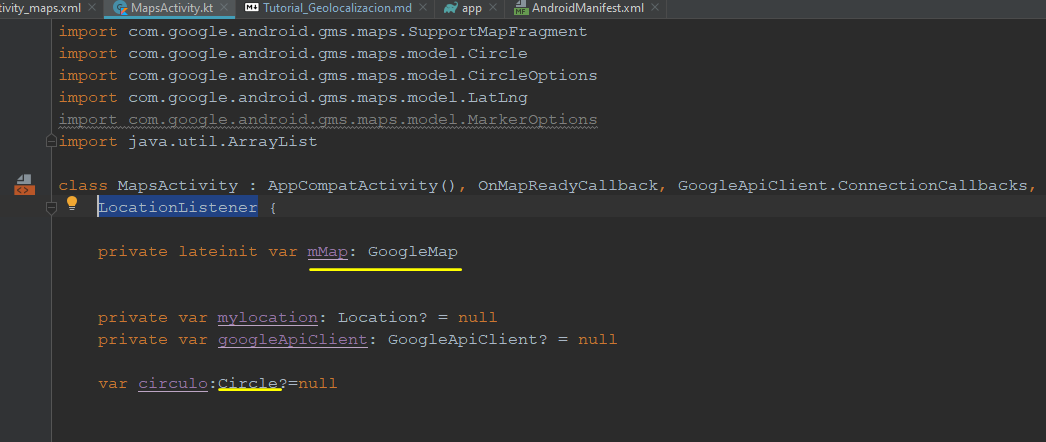 tivity_maps.xml MapsActivity.kt Tutorial_Geolocalizacion.md app AndroidManifest.xml
import com.google.android.gms.maps.SupportMapFragment
import com.google.android.gms.maps.model.Circle
import com.google.android.gms.maps.model.CircleOptions
import com.google.android.gms.maps.model.LatLng
import com.google.android.gms.maps.model.MarkerOptions
import java.util.ArrayList
class MapsActivity : AppCompatActivity(), OnMapReadyCallback, GoogleApiClient.ConnectionCallbacks,
LocationListener {
private lateinit var mMap: GoogleMap
private var mylocation: Location? = null
private var googleApiClient: GoogleApiClient? = null
var circulo:Circle?=null